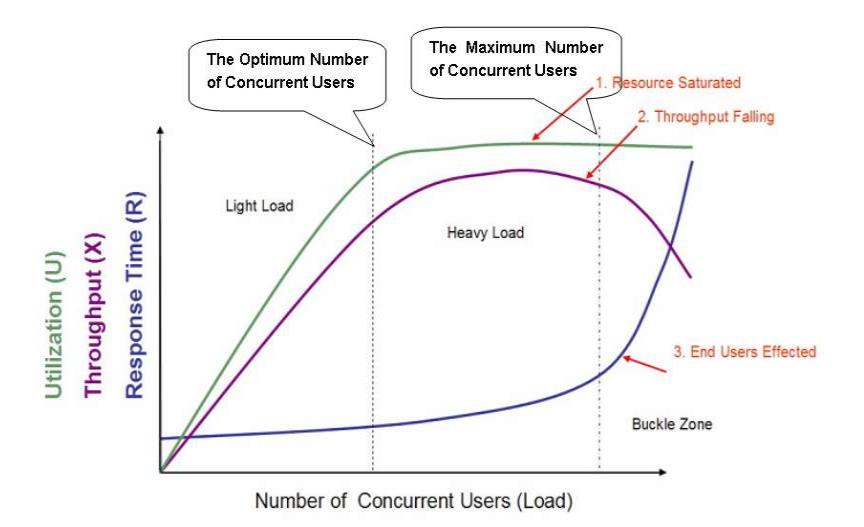 The Optimum Number
of Concurrent Users
The Maximum Number
of Concurrent Users
1. Resource Saturated
2. Throughput Falling
Light Load
Heavy Load
Utilization (U)
Throughput (X)
Response Time (R)
3. End Users Effected
Buckle Zone
Number of Concurrent Users (Load)